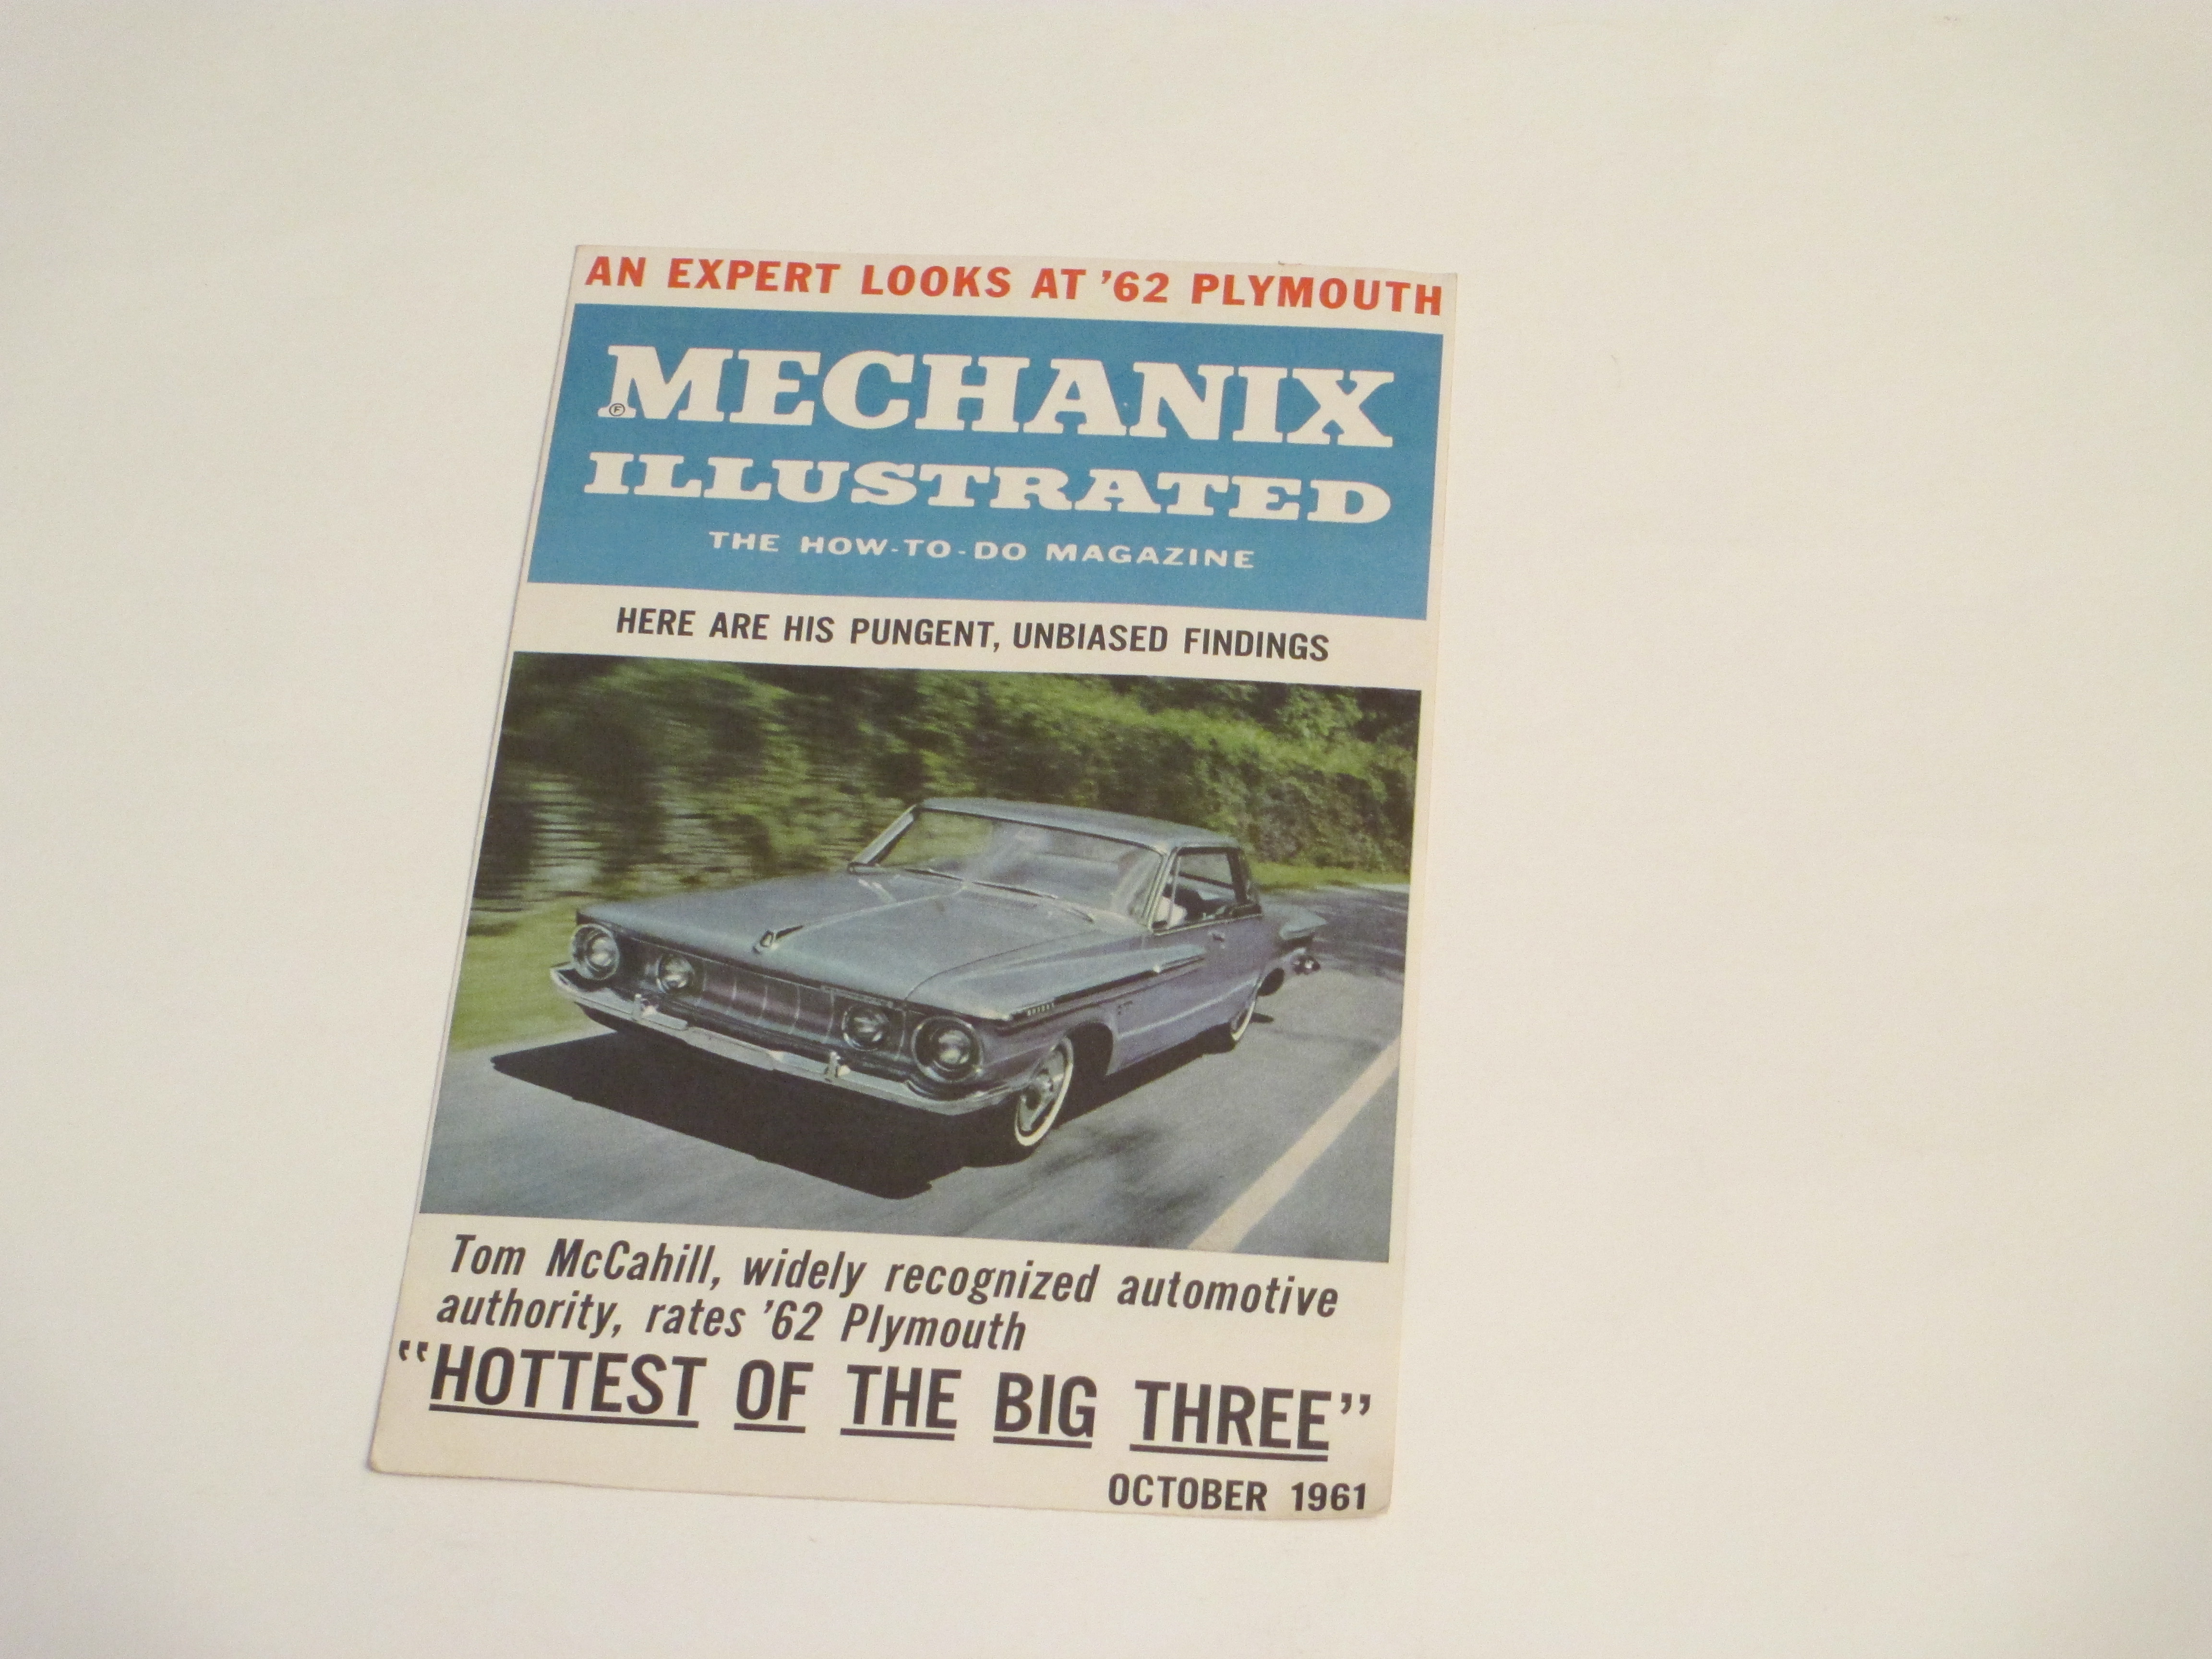 AN EXPERT LOOKS AT '62 PLYMOUTH
MECHANIX
ILLUSTRATED
THE HOW-TO-DO MAGAZINE
HERE ARE HIS PUNGENT, UNBIASED FINDINGS
Tom McCahill, widely recognized automotive
authority, rates '62 Plymouth
"HOTTEST OF THE BIG THREE"
OCTOBER 1961